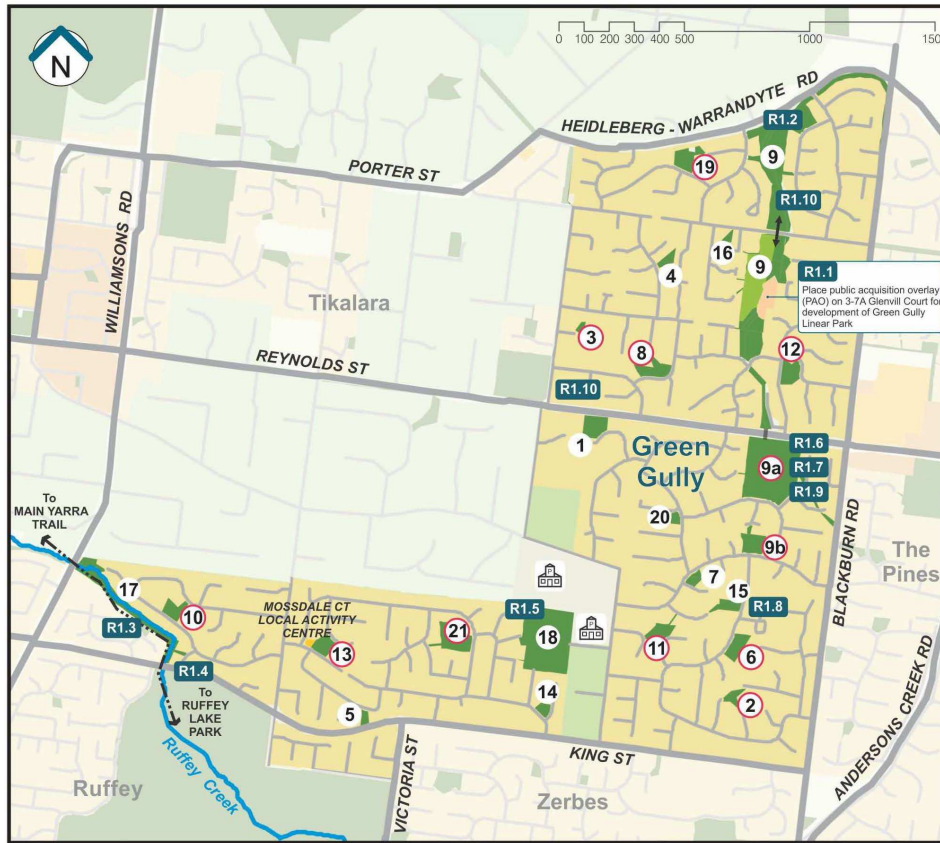 N
0 100 200 300 400 500 1000 150
HEIDLEBERG - WARRANDYTE RD
R1.2
PORTER ST
19
9
WILLIAMSONS RD
R1.10
16
9
4
R1.1
Place public acquisition overlay
(PAO) on 3-7A Glenvill Court for
development of Green Gully
Linear Park
Tikalara
3
8
12
REYNOLDS ST
R1.10
1
Green
Gully
R1.6
9a
R1.7
R1.9
BLACKBURN RD
To
MAIN YARRA
TRAIL
20
9b
The
Pines
P
7
15
17
10
MOSSDALE CT
LOCAL ACTIVITY
CENTRE
R1.5
R1.8
R1.3
21
18
11
13
6
R1.4
To
RUFFEY
LAKE
PARK
14
2
5
ANDERSONS CREEK RD
KING ST
Ruffey Creek
VICTORIA ST
Ruffey
Zerbes